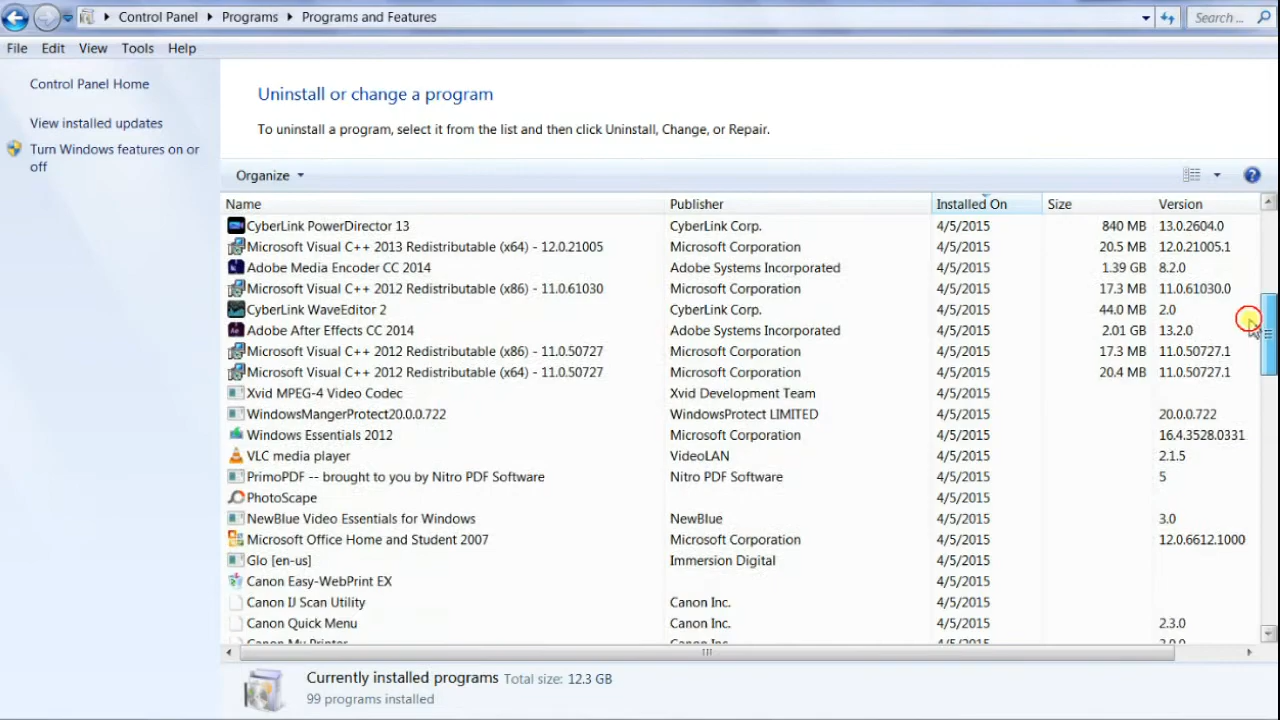 Control Panel Programs Programs and Features Search ...
File Edit View Tools Help
Control Panel Home
View installed updates
Turn Windows features on or
off
Uninstall or change a program
To uninstall a program, select it from the list and then click Uninstall, Change, or Repair.
Organize
Name Publisher Installed On Size Version
CyberLink PowerDirector 13 CyberLink Corp. 4/5/2015 840 MB 13.0.2604.0
Microsoft Visual C++ 2013 Redistributable (x64) - 12.0.21005 Microsoft Corporation 4/5/2015 20.5 MB 12.0.21005.1
Adobe Media Encoder CC 2014 Adobe Systems Incorporated 4/5/2015 1.39 GB 8.2.0
Microsoft Visual C++ 2012 Redistributable (x86) - 11.0.61030 Microsoft Corporation 4/5/2015 17.3 MB 11.0.61030.0
CyberLink WaveEditor 2 CyberLink Corp. 4/5/2015 44.0 MB 2.0
Adobe After Effects CC 2014 Adobe Systems Incorporated 4/5/2015 2.01 GB 13.2.0
Microsoft Visual C++ 2012 Redistributable (x86) - 11.0.50727 Microsoft Corporation 4/5/2015 17.3 MB 11.0.50727.1
Microsoft Visual C++ 2012 Redistributable (x64) - 11.0.50727 Microsoft Corporation 4/5/2015 20.4 MB 11.0.50727.1
Xvid MPEG-4 Video Codec Xvid Development Team 4/5/2015
WindowsMangerProtect20.0.0.722 WindowsProtect LIMITED 4/5/2015 20.0.0.722
Windows Essentials 2012 Microsoft Corporation 4/5/2015 16.4.3528.0331
VLC media player VideoLAN 4/5/2015 2.1.5
PrimoPDF -- brought to you by Nitro PDF Software Nitro PDF Software 4/5/2015 5
PhotoScape 4/5/2015
NewBlue Video Essentials for Windows NewBlue 4/5/2015 3.0
Microsoft Office Home and Student 2007 Microsoft Corporation 4/5/2015 12.0.6612.1000
Glo [en-us] Immersion Digital 4/5/2015
Canon Easy-WebPrint EX 4/5/2015
Canon IJ Scan Utility Canon Inc. 4/5/2015
Canon Quick Menu Canon Inc. 4/5/2015 2.3.0
Canon My Printer Canon Inc. 4/5/2015
Currently installed programs Total size: 12.3 GB
99 programs installed